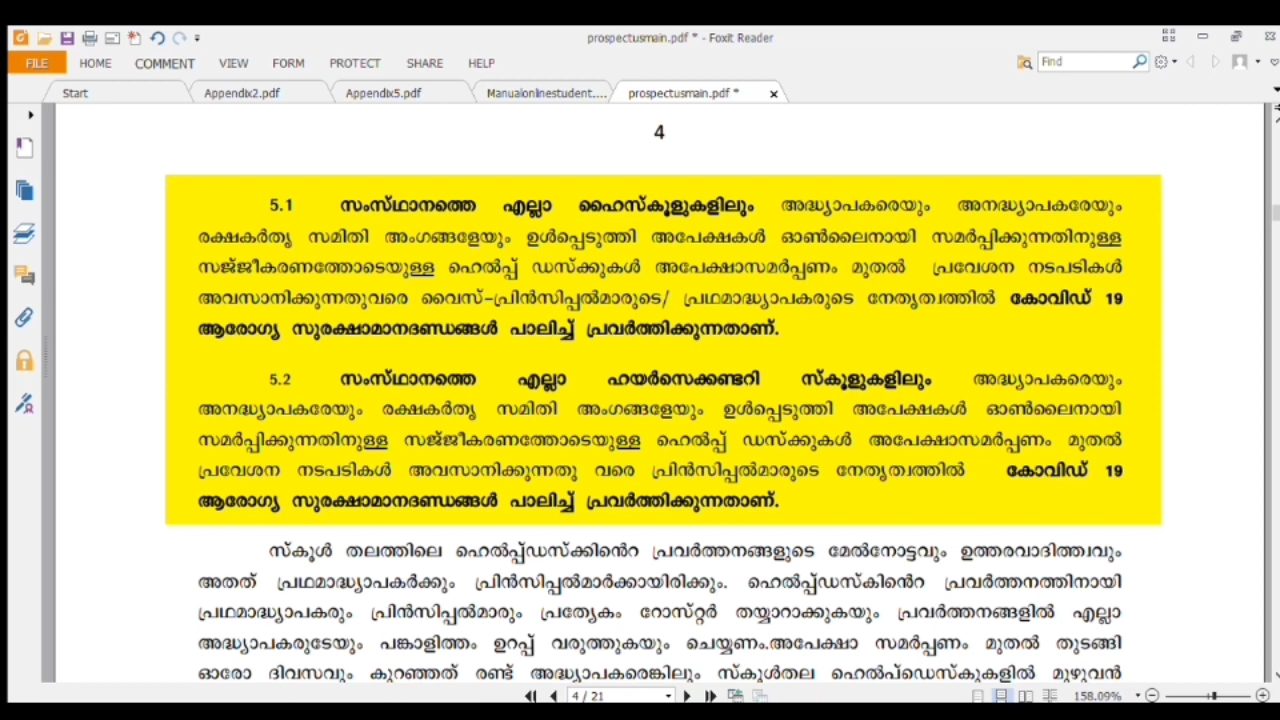 prospectusmain.pdf * - Foxit Reader
FILE HOME COMMENT VIEW FORM PROTECT SHARE HELP
Find
Start Appendix2.pdf Appendix5.pdf Manualonlinestudent.... prospectusmain.pdf *
4
5.1 സംസ്ഥാനത്തെ എല്ലാ ഹൈസ്കൂളുകളിലും അദ്ധ്യാപകരെയും അനദ്ധ്യാപകരേയും
രക്ഷകർതൃ സമിതി അംഗങ്ങളേയും ഉൾപ്പെടുത്തി അപേക്ഷകൾ ഓൺലൈനായി സമർപ്പിക്കുന്നതിനുള്ള
സജ്ജീകരണത്തോടെയുള്ള ഹെൽപ്പ് ഡസ്ക്കുകൾ അപേക്ഷാസമർപ്പണം മുതൽ പ്രവേശന നടപടികൾ
അവസാനിക്കുന്നതുവരെ വൈസ്-പ്രിൻസിപ്പൽമാരുടെ/ പ്രഥമാദ്ധ്യാപകരുടെ നേതൃത്വത്തിൽ കോവിഡ് 19
ആരോഗ്യ സുരക്ഷാമാനദണ്ഡങ്ങൾ പാലിച്ച് പ്രവർത്തിക്കുന്നതാണ്.
5.2 സംസ്ഥാനത്തെ എല്ലാ ഹയർസെക്കണ്ടറി സ്കൂളുകളിലും അദ്ധ്യാപകരെയും
അനദ്ധ്യാപകരേയും രക്ഷകർതൃ സമിതി അംഗങ്ങളേയും ഉൾപ്പെടുത്തി അപേക്ഷകൾ ഓൺലൈനായി
സമർപ്പിക്കുന്നതിനുള്ള സജ്ജീകരണത്തോടെയുള്ള ഹെൽപ്പ് ഡസ്ക്കുകൾ അപേക്ഷാസമർപ്പണം മുതൽ
പ്രവേശന നടപടികൾ അവസാനിക്കുന്നതു വരെ പ്രിൻസിപ്പൽമാരുടെ നേതൃത്വത്തിൽ കോവിഡ് 19
ആരോഗ്യ സുരക്ഷാമാനദണ്ഡങ്ങൾ പാലിച്ച് പ്രവർത്തിക്കുന്നതാണ്.
സ്കൂൾ തലത്തിലെ ഹെൽപ്പ്ഡസ്ക്കിൻെറ പ്രവർത്തനങ്ങളുടെ മേൽനോട്ടവും ഉത്തരവാദിത്ത്വവും
അതത് പ്രഥമാദ്ധ്യാപകർക്കും പ്രിൻസിപ്പൽമാർക്കായിരിക്കും. ഹെൽപ്പ്ഡസ്കിൻെറ പ്രവർത്തനത്തിനായി
പ്രഥമാദ്ധ്യാപകരും പ്രിൻസിപ്പൽമാരും പ്രത്യേകം റോസ്റ്റർ തയ്യാറാക്കുകയും പ്രവർത്തനങ്ങളിൽ എല്ലാ
അദ്ധ്യാപകരുടേയും പങ്കാളിത്തം ഉറപ്പ് വരുത്തുകയും ചെയ്യണം.അപേക്ഷാ സമർപ്പണം മുതൽ തുടങ്ങി
ഓരോ ദിവസവും കുറഞ്ഞത് രണ്ട് അദ്ധ്യാപകരെങ്കിലും സ്കൂൾതല ഹെൽപ്ഡെസ്കുകളിൽ മുഴുവൻ
4 / 21 158.09%